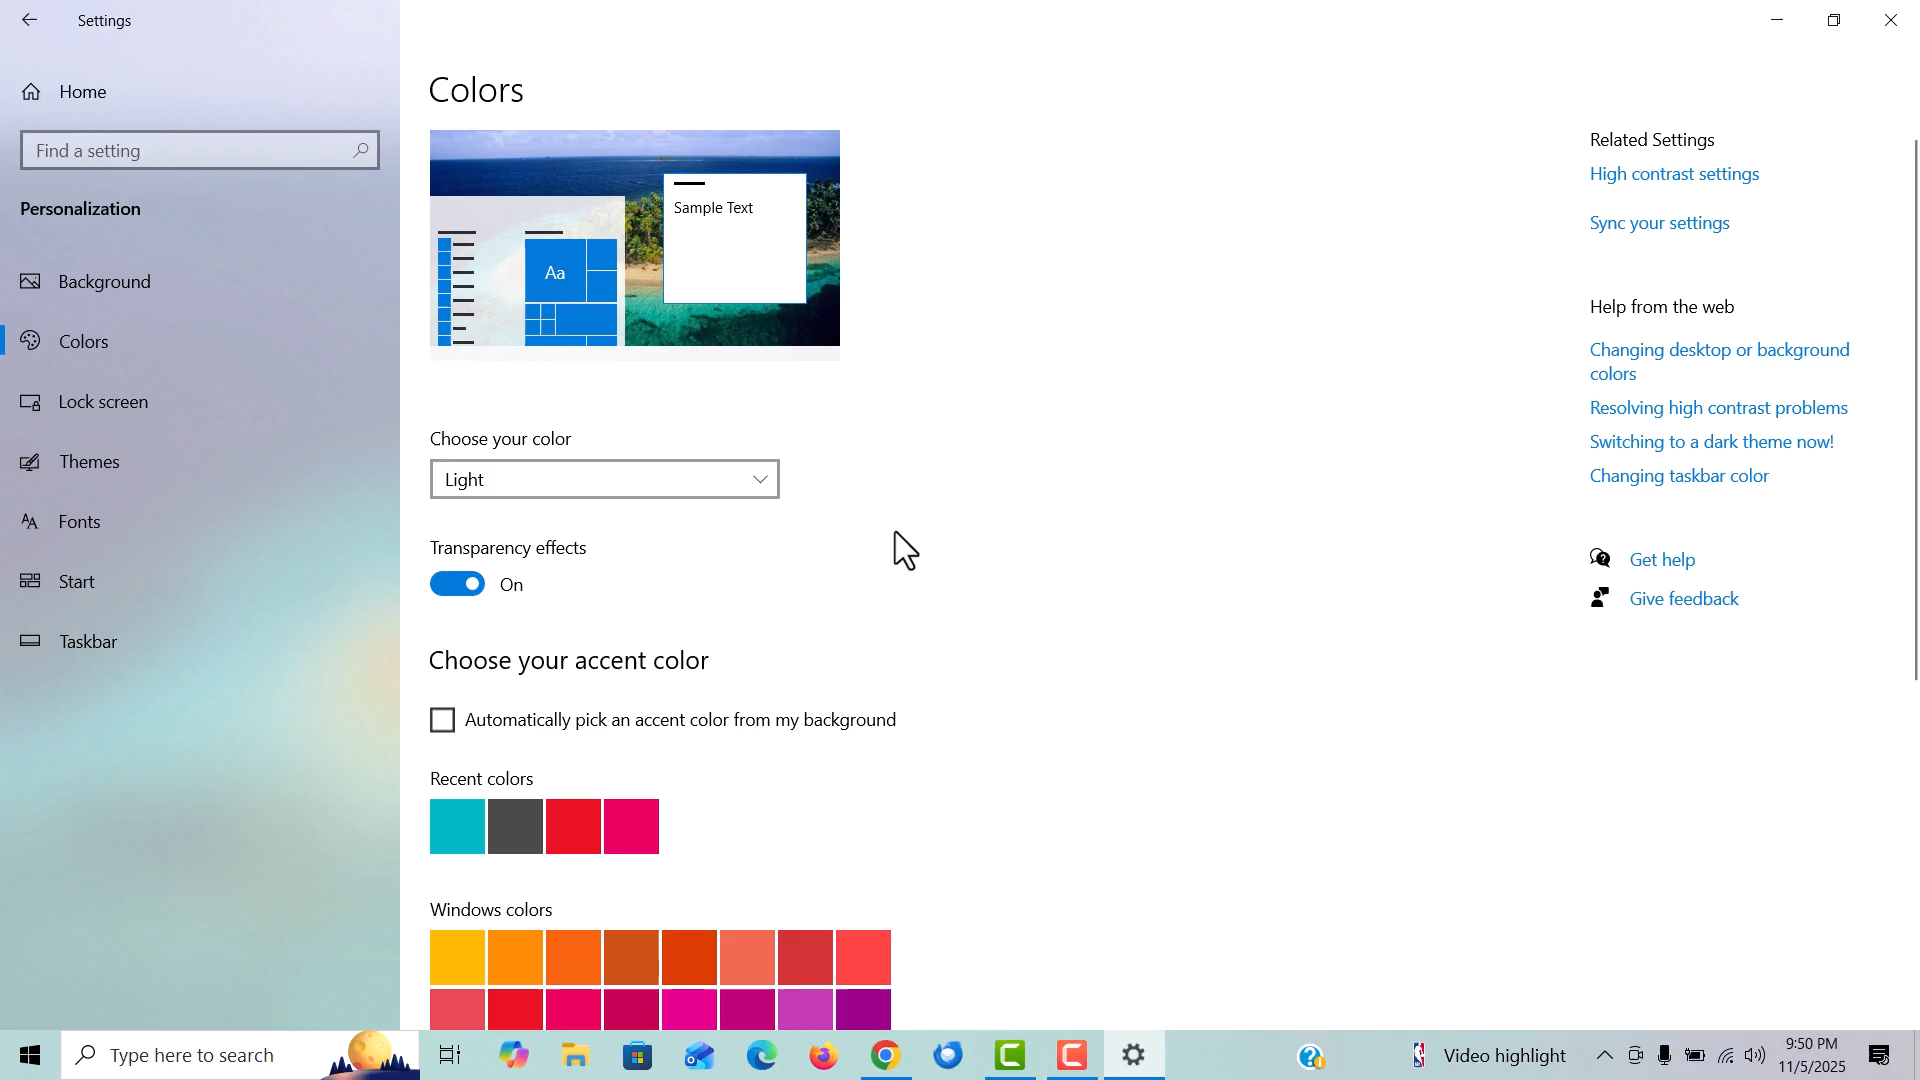 Settings
Home
Find a setting
Personalization
Background
Colors
Lock screen
Themes
Fonts
Start
Taskbar
Colors
Sample Text
Aa
Choose your color
Light
Transparency effects
On
Choose your accent color
Automatically pick an accent color from my background
Recent colors
Windows colors
Related Settings
High contrast settings
Sync your settings
Help from the web
Changing desktop or background
colors
Resolving high contrast problems
Switching to a dark theme now!
Changing taskbar color
Get help
Give feedback
Type here to search
Video highlight
9:50 PM
11/5/2025